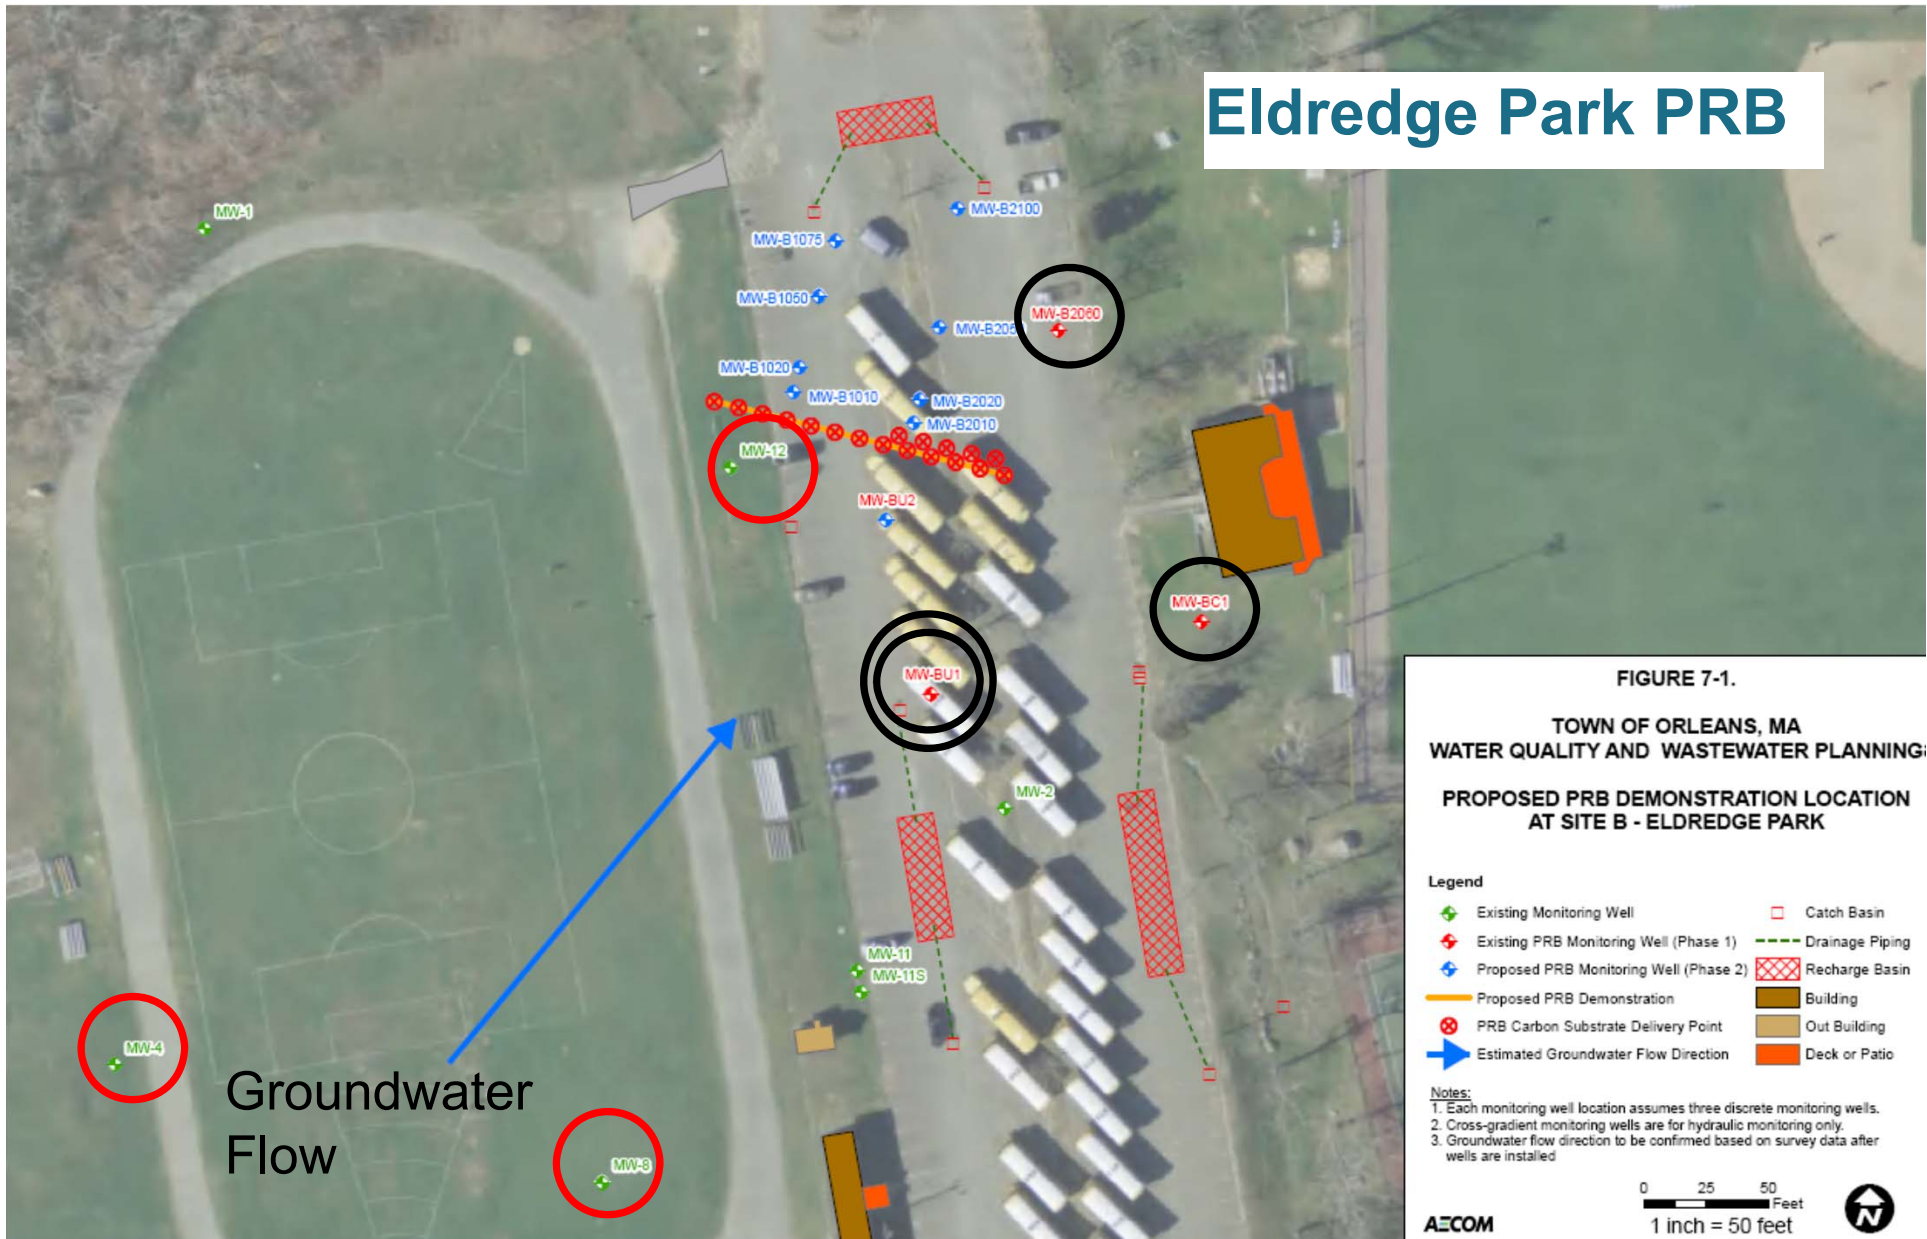 Eldredge Park PRB
MW-1
MW-B2100
MW-B1075
MW-B1050
MW-B2060
MW-B205
MW-B1020
MW-B1010
MW-B2020
MW-B2010
MW-12
MW-BU2
MW-BC1
MW-BU1
MW-2
MW-11
MW-11S
MW-4
MW-8
Groundwater
Flow
FIGURE 7-1.
TOWN OF ORLEANS, MA
WATER QUALITY AND WASTEWATER PLANNING
PROPOSED PRB DEMONSTRATION LOCATION
AT SITE B - ELDREDGE PARK
Legend
Existing Monitoring Well
Existing PRB Monitoring Well (Phase 1)
Proposed PRB Monitoring Well (Phase 2)
Proposed PRB Demonstration
PRB Carbon Substrate Delivery Point
Estimated Groundwater Flow Direction
Catch Basin
Drainage Piping
Recharge Basin
Building
Out Building
Deck or Patio
Notes:
1. Each monitoring well location assumes three discrete monitoring wells.
2. Cross-gradient monitoring wells are for hydraulic monitoring only.
3. Groundwater flow direction to be confirmed based on survey data after
wells are installed
0 25 50
Feet
1 inch = 50 feet
AECOM
N